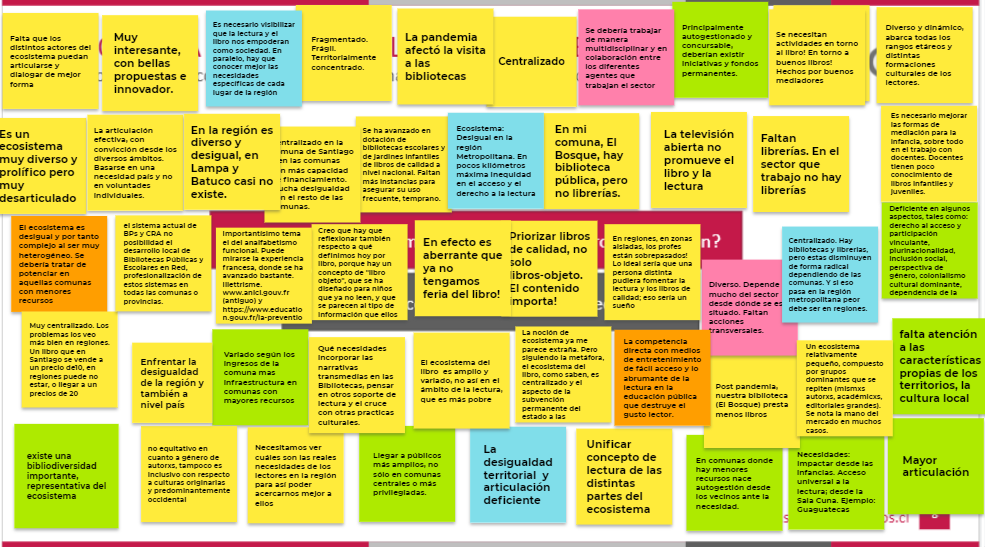 Falta que los
distintos actores del
ecosistema puedan
articularse y
dialogar de mejor
forma
Muy
interesante,
con bellas
propuestas e
innovador.
Es necesario visibilizar
que la lectura y el
libro nos empoderan
como sociedad. En
paralelo, hay que
conocer mejor las
necesidades
específicas de cada
lugar de la región
Fragmentado.
Frágil.
Territorialmente
concentrado.
La pandemia
afectó la visita
a las
bibliotecas
Centralizado
Se debería trabajar
de manera
multidisciplinar y en
colaboración entre
los diferentes
agentes que
trabajan el sector
Principalmente
autogestionado y
concursable,
deberían existir
iniciativas y fondos
permanentes.
Se necesitan
actividades en torno
al libro! En torno a
buenos libros!
Hechos por buenos
mediadores
Diverso y dinámico,
abarca todas los
rangos etáreos y
distintas
formaciones
culturales de los
lectores.
Es un
ecosistema
muy diverso y
prolífico pero
muy
desarticulado
La articulación
efectiva, con
convicción desde los
diversos ámbitos.
Basarse en una
necesidad país y no
en voluntades
individuales.
En la región es
diverso y
desigual, en
Lampa y
Batuco casi no
existe.
entralizado en la
muna de Santiago
en las comunas
n más capacidad
financiamiento.
ucha desigualdad
n el resto de las
munas.
Se ha avanzado en
dotación de
bibliotecas escolares y
de jardines infantiles
de libros de calidad a
nivel nacional. Faltan
más instancias para
asegurar su uso
frecuente, temprano.
Ecosistema:
Desigual en la
región
Metropolitana. En
pocos kilómetros
máxima inequidad
en el acceso y el
derecho a la lectura
En mi
comuna, El
Bosque, hay
biblioteca
pública, pero
no librerías.
La televisión
abierta no
promueve el
libro y la
lectura
Faltan
librerías. En el
sector que
trabajo no hay
librerías
Es necesario mejorar
las formas de
mediación para la
infancia, sobre todo
en el trabajo con
docentes. Docentes
tienen poco
conocimiento de
libros infantiles y
juveniles.
El ecosistema es
desigual y por tanto
complejo al ser muy
heterogéneo. Se
debería tratar de
potenciar en
aquellas comunas
con menores
recursos
el sistema actual de
BPs y CRA no
posibilidad el
desarrollo local de
Bibliotecas Públicas y
Escolares en Red,
profesionalización de
estos sistemas en
todas las comunas o
provincias.
Importantísimo tema
el del analfabetismo
funcional. Puede
mirarse la experiencia
francesa, donde se ha
avanzado bastante.
Illettrisme.
www.anlci.gouv.fr
(antiguo) y
https://www.educatio
n.gouv.fr/la-preventio
Creo que hay que
reflexionar también
respecto a qué
definimos hoy por
libro, porque hay un
concepto de "libro
objeto", que se ha
diseñado para niños
que ya no leen, y que
se parecen al tipo de
información que ellos
En efecto es
aberrante que
ya no
tengamos
feria del libro!
Priorizar libros
de calidad, no
solo
libros-objeto.
El contenido
importa!
En regiones, en zonas
aisladas, los profes
están sobrepasados!
Lo ideal sería que una
persona distinta
pudiera fomentar la
lectura y los libros de
calidad; eso sería un
sueño
n?
Diverso. Depende
mucho del sector
desde dónde se es
situado. Faltan
acciones
transversales.
Centralizado. Hay
bibliotecas y librerías,
pero estas disminuyen
de forma radical
dependiendo de las
comunas. Y si eso
pasa en la región
metropolitana peor
debe ser en regiones.
Deficiente en algunos
aspectos, tales como:
derecho al acceso y
participación
vinculante,
plurinacionalidad,
inclusión social,
perspectiva de
género, colonialismo
cultural dominante,
dependencia de la
Muy centralizado. Los
problemas los veo
más bien en regiones.
Un libro que en
Santiago se vende a
un precio de10, en
regiones puede no
estar, o llegar a un
precios de 20
Enfrentar la
desigualdad
de la región y
también a
nivel país
Variado según los
ingresos de la
comuna mas
infraestructura en
comunas con
mayores recursos
Qué necesidades
Incorporar las
narrativas
transmedias en las
Bibliotecas, pensar
en otros soporte de
lectura y el cruce
con otras practicas
culturales.
El ecosistema del
libro es amplio y
variado, no así en el
ámbito de la lectura,
que es más pobre
La noción de
ecosistema ya me
parece extraña. Pero
siguiendo la metáfora,
el ecosistema del libro,
como saben, es
centralizado y el
aspecto de la
subvención
permanente del
estado a las
La competencia
directa con medios
de entretenimiento
de fácil acceso y lo
abrumante de la
lectura en la
educación pública
que destruye el
gusto lector.
Post pandemia,
nuestra biblioteca
(El Bosque) presta
menos libros
Un ecosistema
relativamente
pequeño, compuesto
por grupos
dominantes que se
repiten (mismxs
autorxs, académicxs,
editoriales grandes).
Se nota la mano del
mercado en muchos
casos.
falta atención
a las
características
propias de los
territorios, la
cultura local
existe una
bibliodiversidad
importante,
representativa del
ecosistema
no equitativo en
cuanto a género de
autorxs, tampoco es
inclusivo con respecto
a culturas originarias
y predominantemente
occidental
Necesitamos ver
cuáles son las reales
necesidades de los
lectores en la región
para así poder
acercarnos mejor a
ellos
Llegar a públicos
más amplios, no
sólo en comunas
centrales o más
privilegiadas.
La
desigualdad
territorial y
articulación
deficiente
Unificar
concepto de
lectura de las
distintas
partes del
ecosistema
En comunas donde
hay menores
recursos nace
autogestión desde
los vecinos ante la
necesidad.
Necesidades:
Impactar desde las
infancias. Acceso
universal a la
lectura; desde la
Sala Cuna. Ejemplo:
Guaguatecas
Mayor
articulación
os.cl